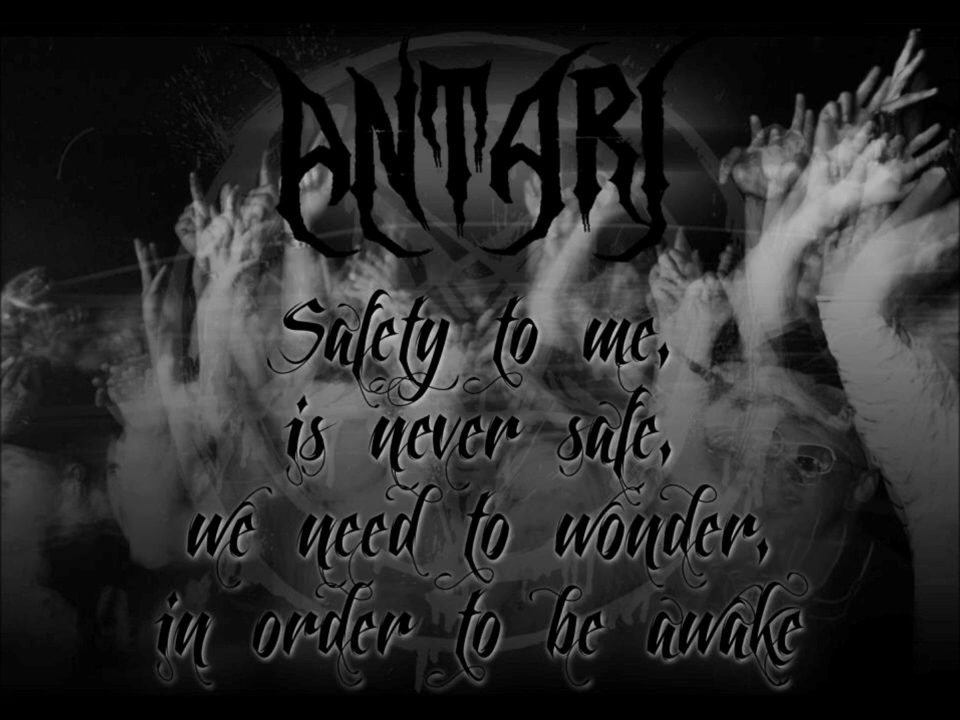 ANTARI
Safety to me,
is never safe,
we need to wonder,
in order to be awake